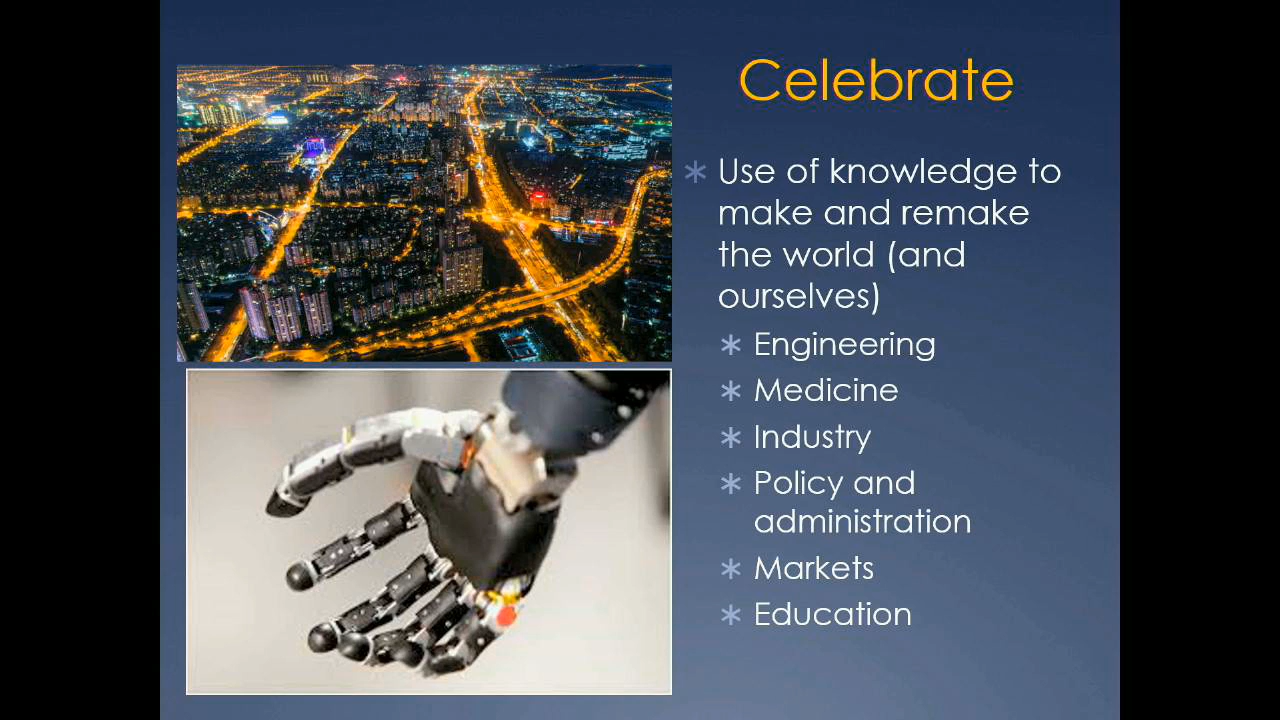 Celebrate
* Use of knowledge to
make and remake
the world (and
ourselves)
* Engineering
* Medicine
* Industry
* Policy and
administration
* Markets
* Education